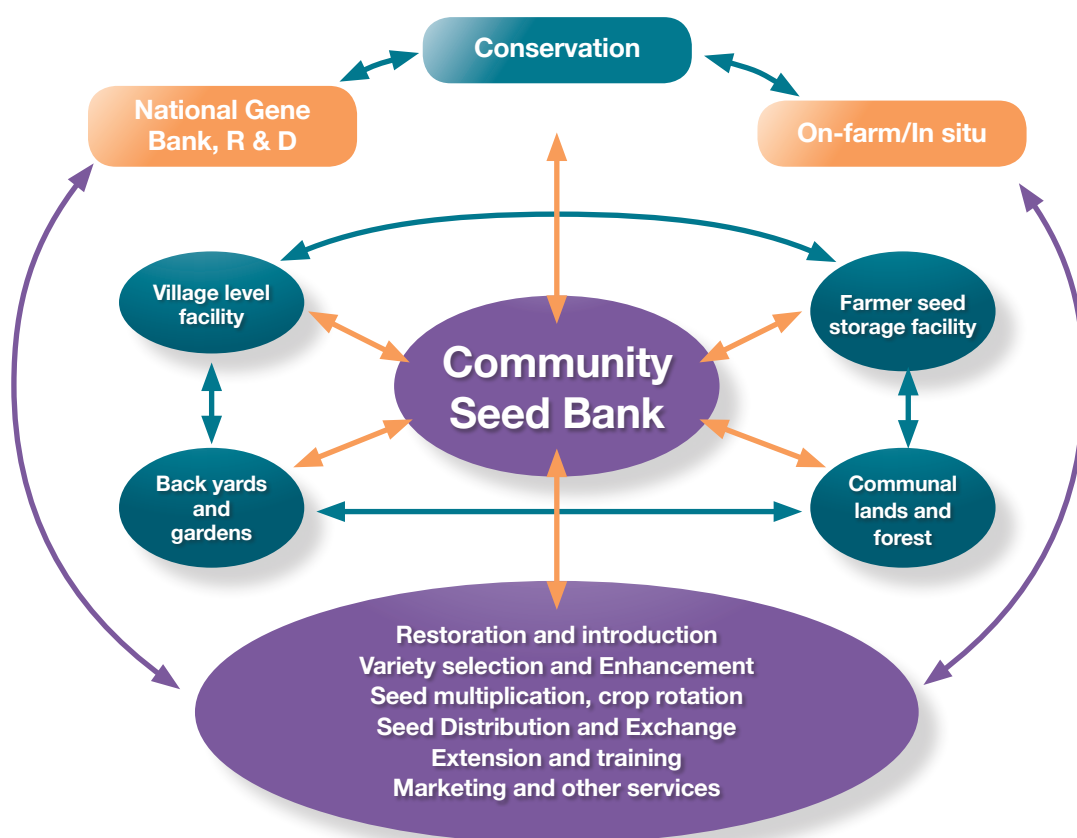 Conservation
National Gene
Bank, R & D
On-farm/In situ
Village level
facility
Farmer seed
storage facility
Community
Seed Bank
Back yards
and
gardens
Communal
lands and
forest
Restoration and introduction
Variety selection and Enhancement
Seed multiplication, crop rotation
Seed Distribution and Exchange
Extension and training
Marketing and other services